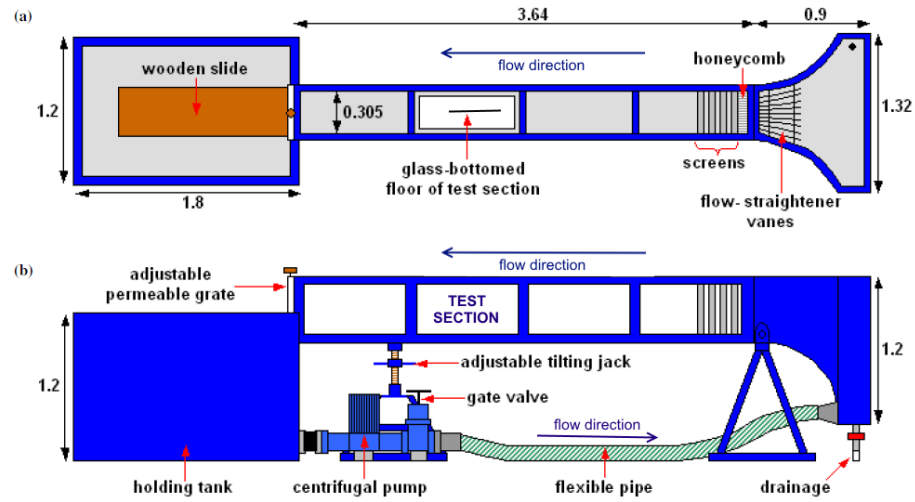 (a)
3.64
0.9
flow direction
honeycomb
wooden slide
1.2
0.305
1.32
glass-bottomed
floor of test section
screens
1.8
flow- straightener
vanes
(b)
flow direction
adjustable
permeable grate
TEST
SECTION
1.2
1.2
adjustable tilting jack
gate valve
flow direction
holding tank
centrifugal pump
flexible pipe
drainage